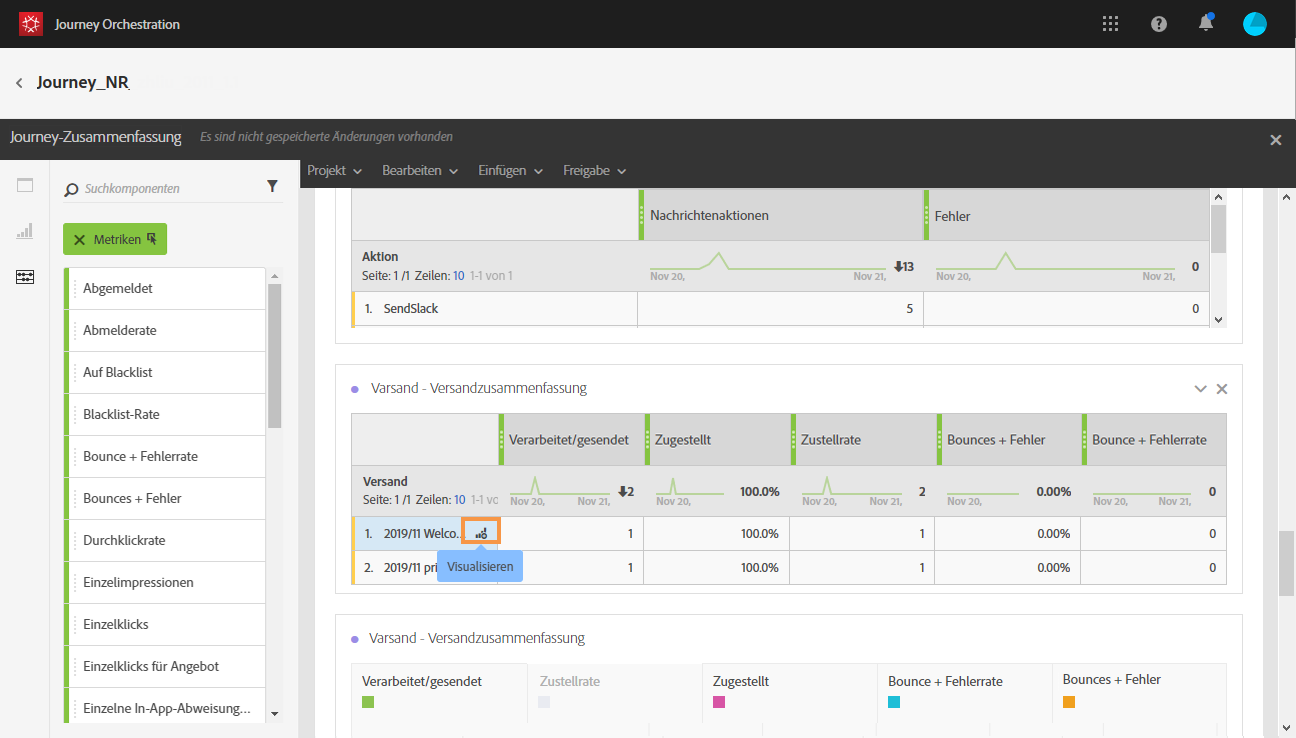 Journey Orchestration
Journey_NR
Journey-Zusammenfassung Es sind nicht gespeicherte Änderungen vorhanden
Projekt Bearbeiten Einfügen Freigabe
Suchkomponenten
Metriken
Abgemeldet
Abmelderate
Auf Blacklist
Blacklist-Rate
Bounce + Fehlerrate
Bounces + Fehler
Durchklickrate
Einzelimpressionen
Einzelklicks
Einzelklicks für Angebot
Einzelne In-App-Abweisung...
Nachrichtenaktionen Fehler
Aktion
Seite: 1 /1 Zeilen: 10 1-1 von 1
Nov 20, Nov 21, 13 Nov 20, Nov 21, 0
1. SendSlack 5 0
Varsand - Versandzusammenfassung
Verarbeitet/gesendet Zugestellt Zustellrate Bounces + Fehler Bounce + Fehlerrate
Versand
Seite: 1 /1 Zeilen: 10 1-1 vo
Nov 20, Nov 21, 2 Nov 20, 100.0% Nov 20, Nov 21, 2 Nov 20, 0.00% Nov 20, Nov 21, 0
1. 2019/11 Welco... 1 100.0% 1 0.00% 0
Visualisieren
2. 2019/11 pri 1 100.0% 1 0.00% 0
Varsand - Versandzusammenfassung
Verarbeitet/gesendet Zustellrate Zugestellt Bounce + Fehlerrate Bounces + Fehler